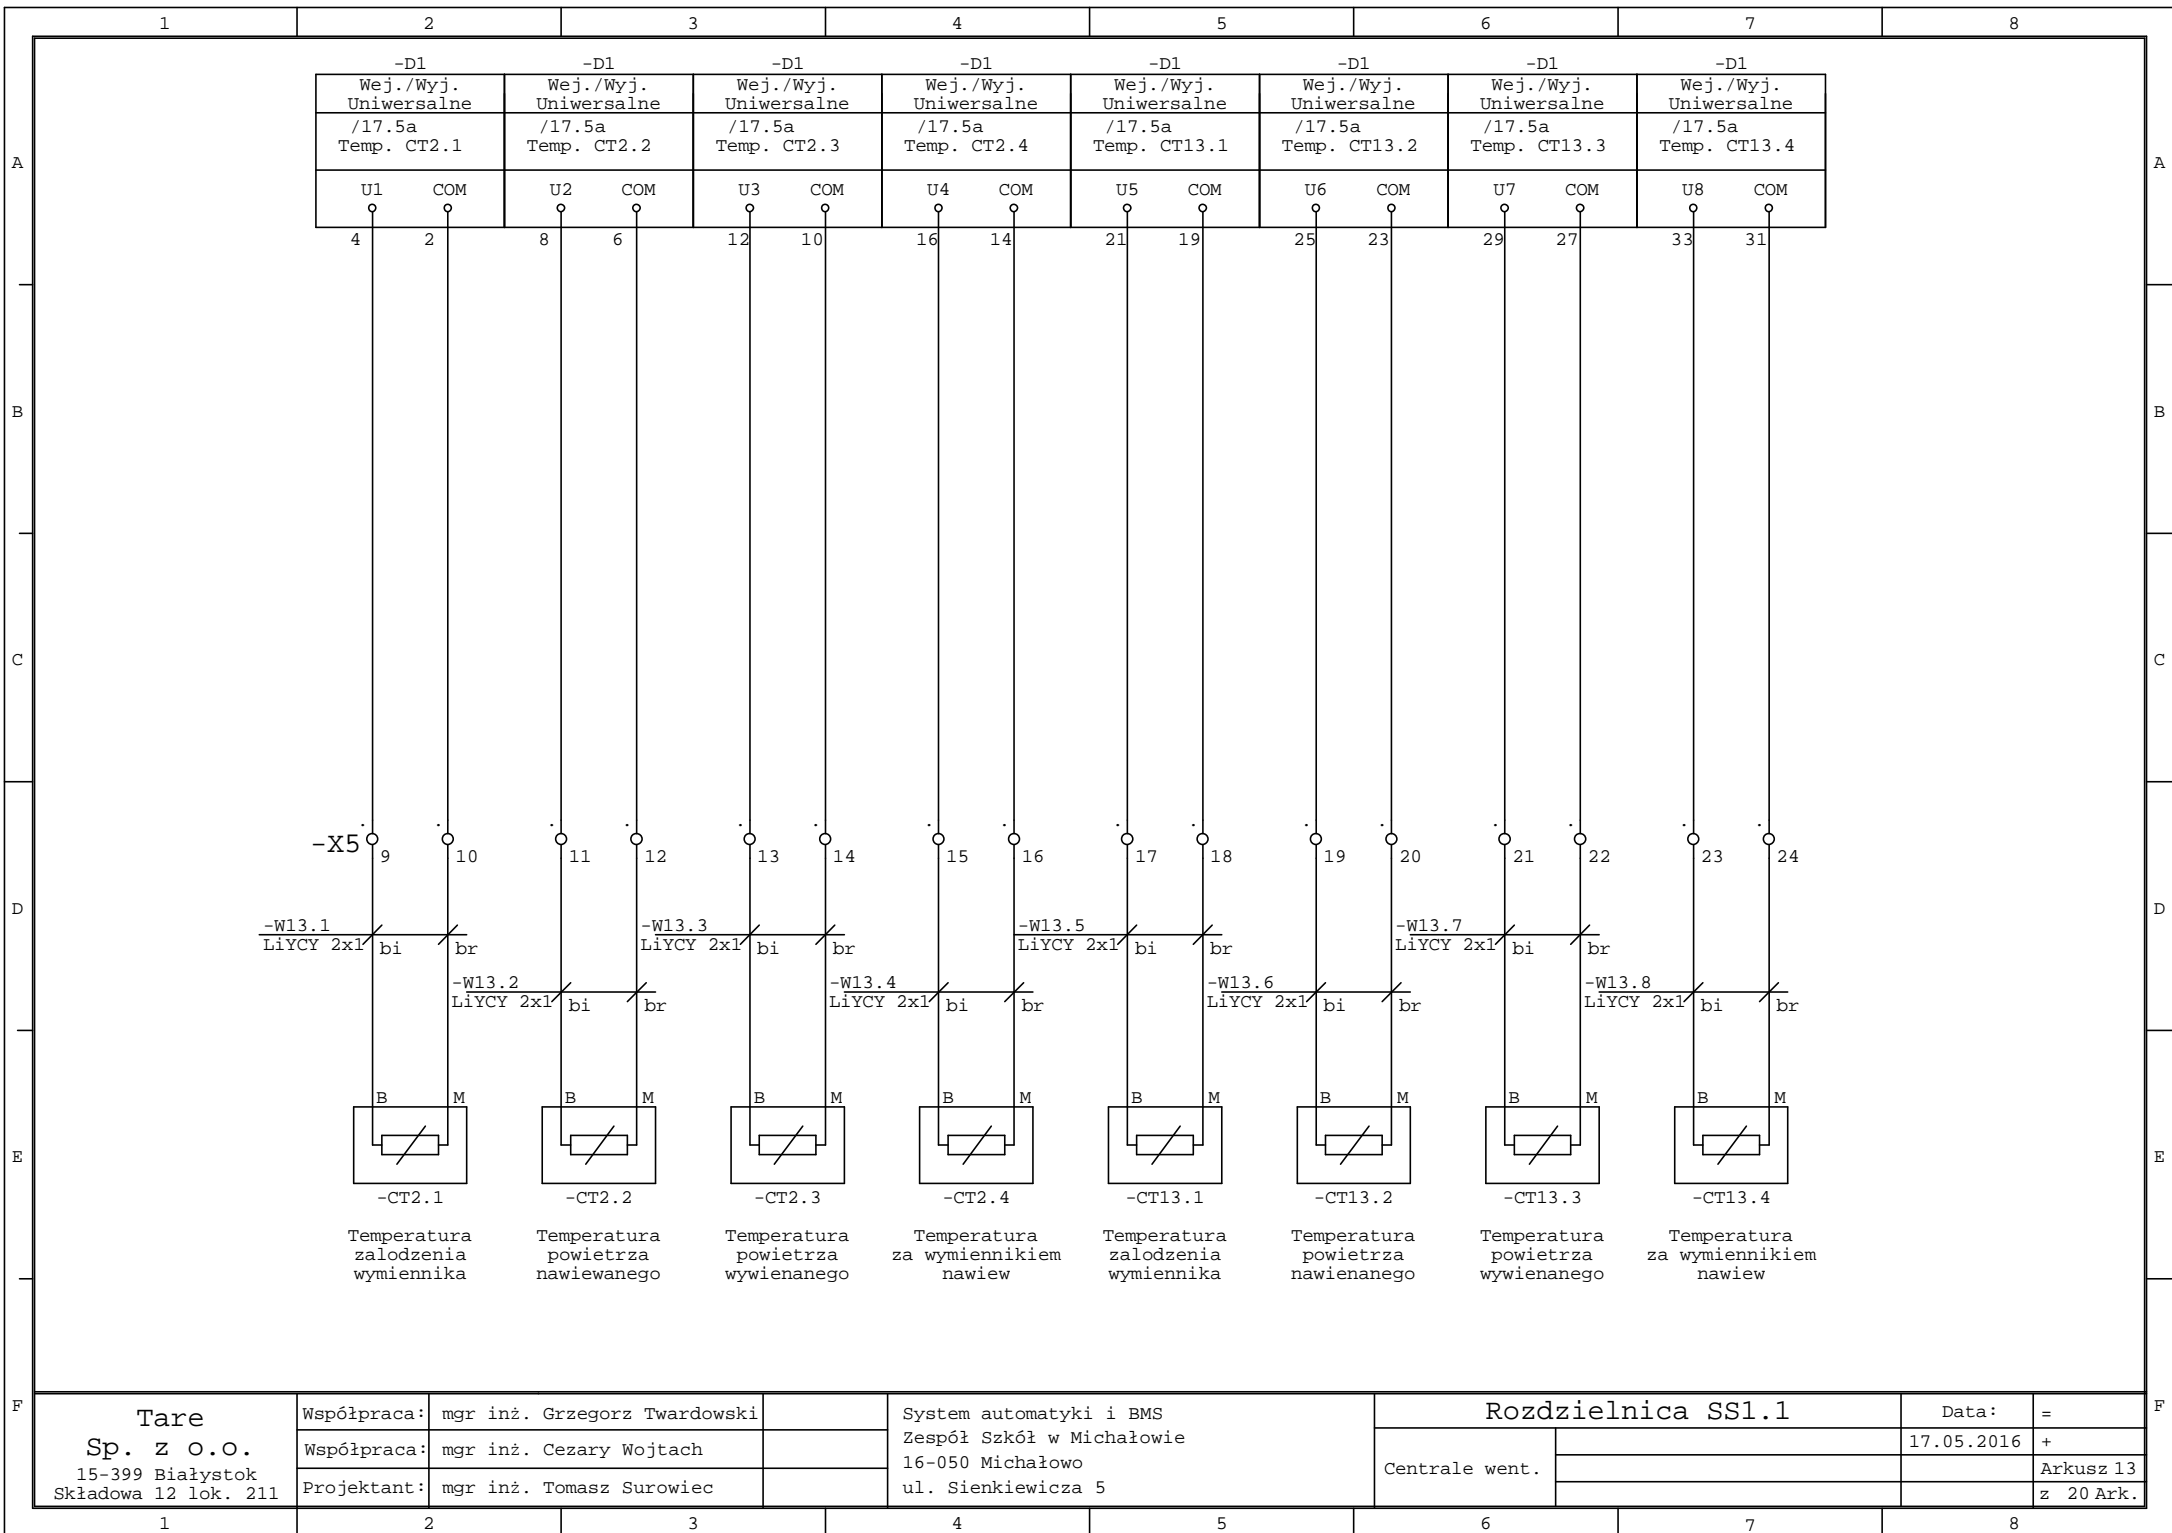 1 2 3 4 5 6 7 8
-D1 -D1 -D1 -D1 -D1 -D1 -D1 -D1
Wej./Wyj. Wej./Wyj. Wej./Wyj. Wej./Wyj. Wej./Wyj. Wej./Wyj. Wej./Wyj. Wej./Wyj.
Uniwersalne Uniwersalne Uniwersalne Uniwersalne Uniwersalne Uniwersalne Uniwersalne Uniwersalne
/17.5a /17.5a /17.5a /17.5a /17.5a /17.5a /17.5a /17.5a
Temp. CT2.1 Temp. CT2.2 Temp. CT2.3 Temp. CT2.4 Temp. CT13.1 Temp. CT13.2 Temp. CT13.3 Temp. CT13.4
A A
U1 COM U2 COM U3 COM U4 COM U5 COM U6 COM U7 COM U8 COM
4 2 8 6 12 10 16 14 21 19 25 23 29 27 33 31
B B
C C
-X5
9 10 11 12 13 14 15 16 17 18 19 20 21 22 23 24
D D
-W13.1 -W13.3 -W13.5 -W13.7
LiYCY 2x1 bi br LiYCY 2x1 bi br LiYCY 2x1 bi br LiYCY 2x1 bi br
-W13.2 -W13.4 -W13.6 -W13.8
LiYCY 2x1 bi br LiYCY 2x1 bi br LiYCY 2x1 bi br LiYCY 2x1 bi br
B M B M B M B M B M B M B M B M
E E
-CT2.1 -CT2.2 -CT2.3 -CT2.4 -CT13.1 -CT13.2 -CT13.3 -CT13.4
Temperatura Temperatura Temperatura Temperatura Temperatura Temperatura Temperatura Temperatura
zalodzenia powietrza powietrza za wymiennikiem zalodzenia powietrza powietrza za wymiennikiem
wymiennika nawiewanego wywienanego nawiew wymiennika nawienanego wywienanego nawiew
F F
Tare
Sp. z o.o.
15-399 Białystok
Składowa 12 lok. 211
Współpraca: mgr inż. Grzegorz Twardowski
Współpraca: mgr inż. Cezary Wojtach
Projektant: mgr inż. Tomasz Surowiec
System automatyki i BMS
Zespół Szkół w Michałowie
16-050 Michałowo
ul. Sienkiewicza 5
Rozdzielnica SS1.1
Centrale went.
Data: =
17.05.2016 +
Arkusz 13
z 20 Ark.
1 2 3 4 5 6 7 8